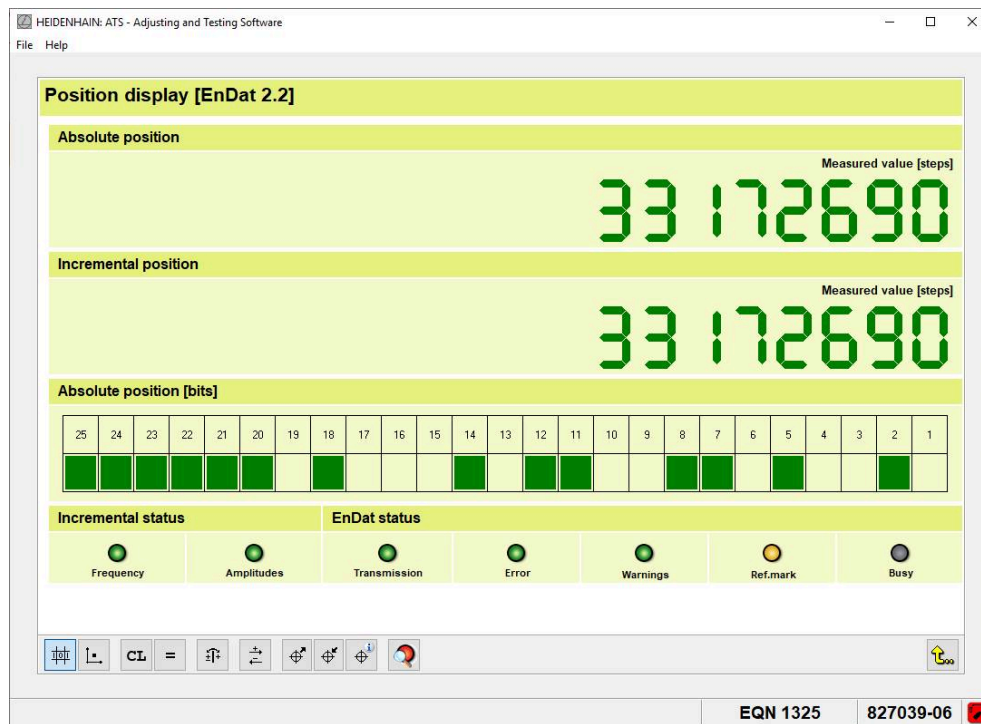 HEIDENHAIN: ATS - Adjusting and Testing Software
File Help
Position display [EnDat 2.2]
Absolute position
Measured value [steps]
33172690
Incremental position
Measured value [steps]
33172690
Absolute position [bits]
25 24 23 22 21 20 19 18 17 16 15 14 13 12 11 10 9 8 7 6 5 4 3 2 1
Incremental status EnDat status
Frequency Amplitudes Transmission Error Warnings Ref.mark Busy
CL =
EQN 1325 827039-06